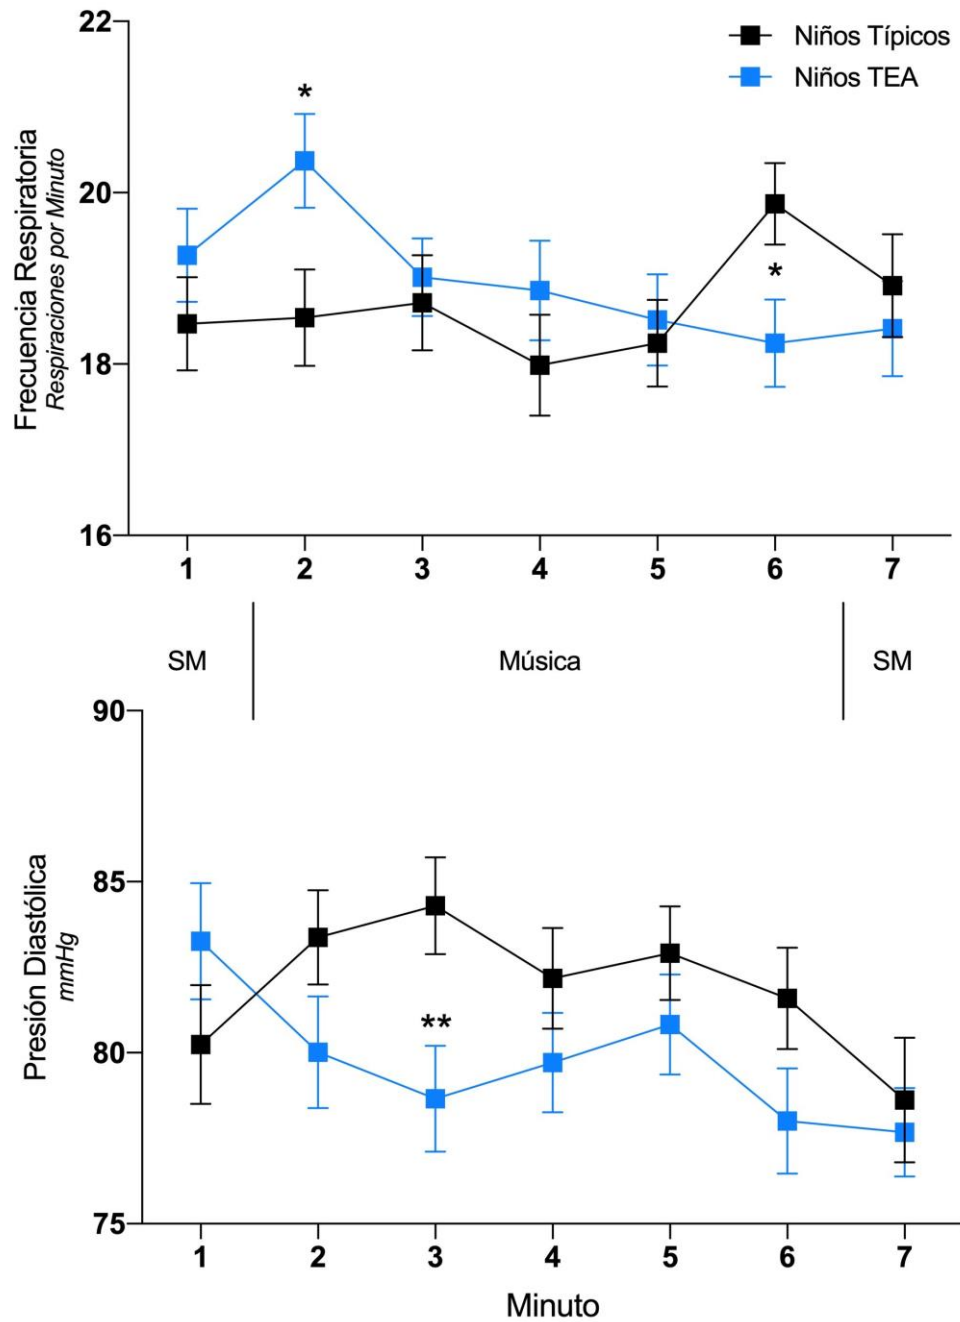 22
Niños Típicos
Niños TEA
*
20
*
18
16
Frecuencia Respiratoria
Respiraciones por Minuto
1 2 3 4 5 6 7
SM Música SM
90
85
**
80
75
Presión Diastólica
mmHg
1 2 3 4 5 6 7
Minuto